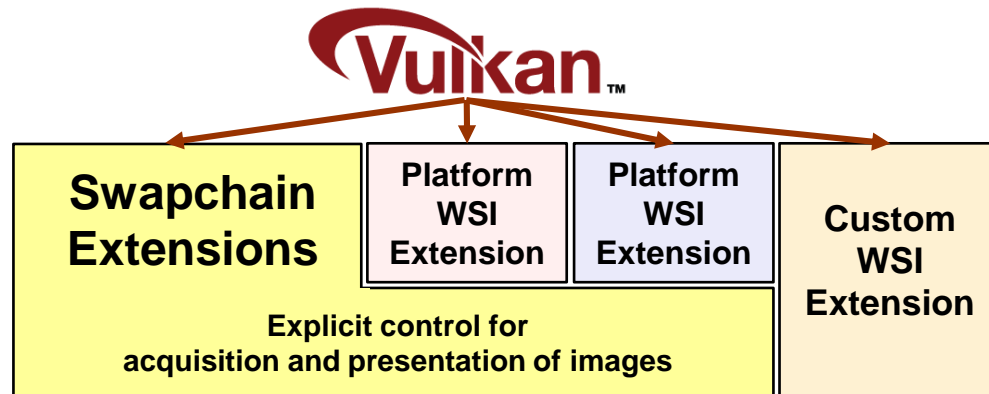 Vulkan™
Swapchain
Extensions
Platform
WSI
Extension
Platform
WSI
Extension
Custom
WSI
Extension
Explicit control for
acquisition and presentation of images